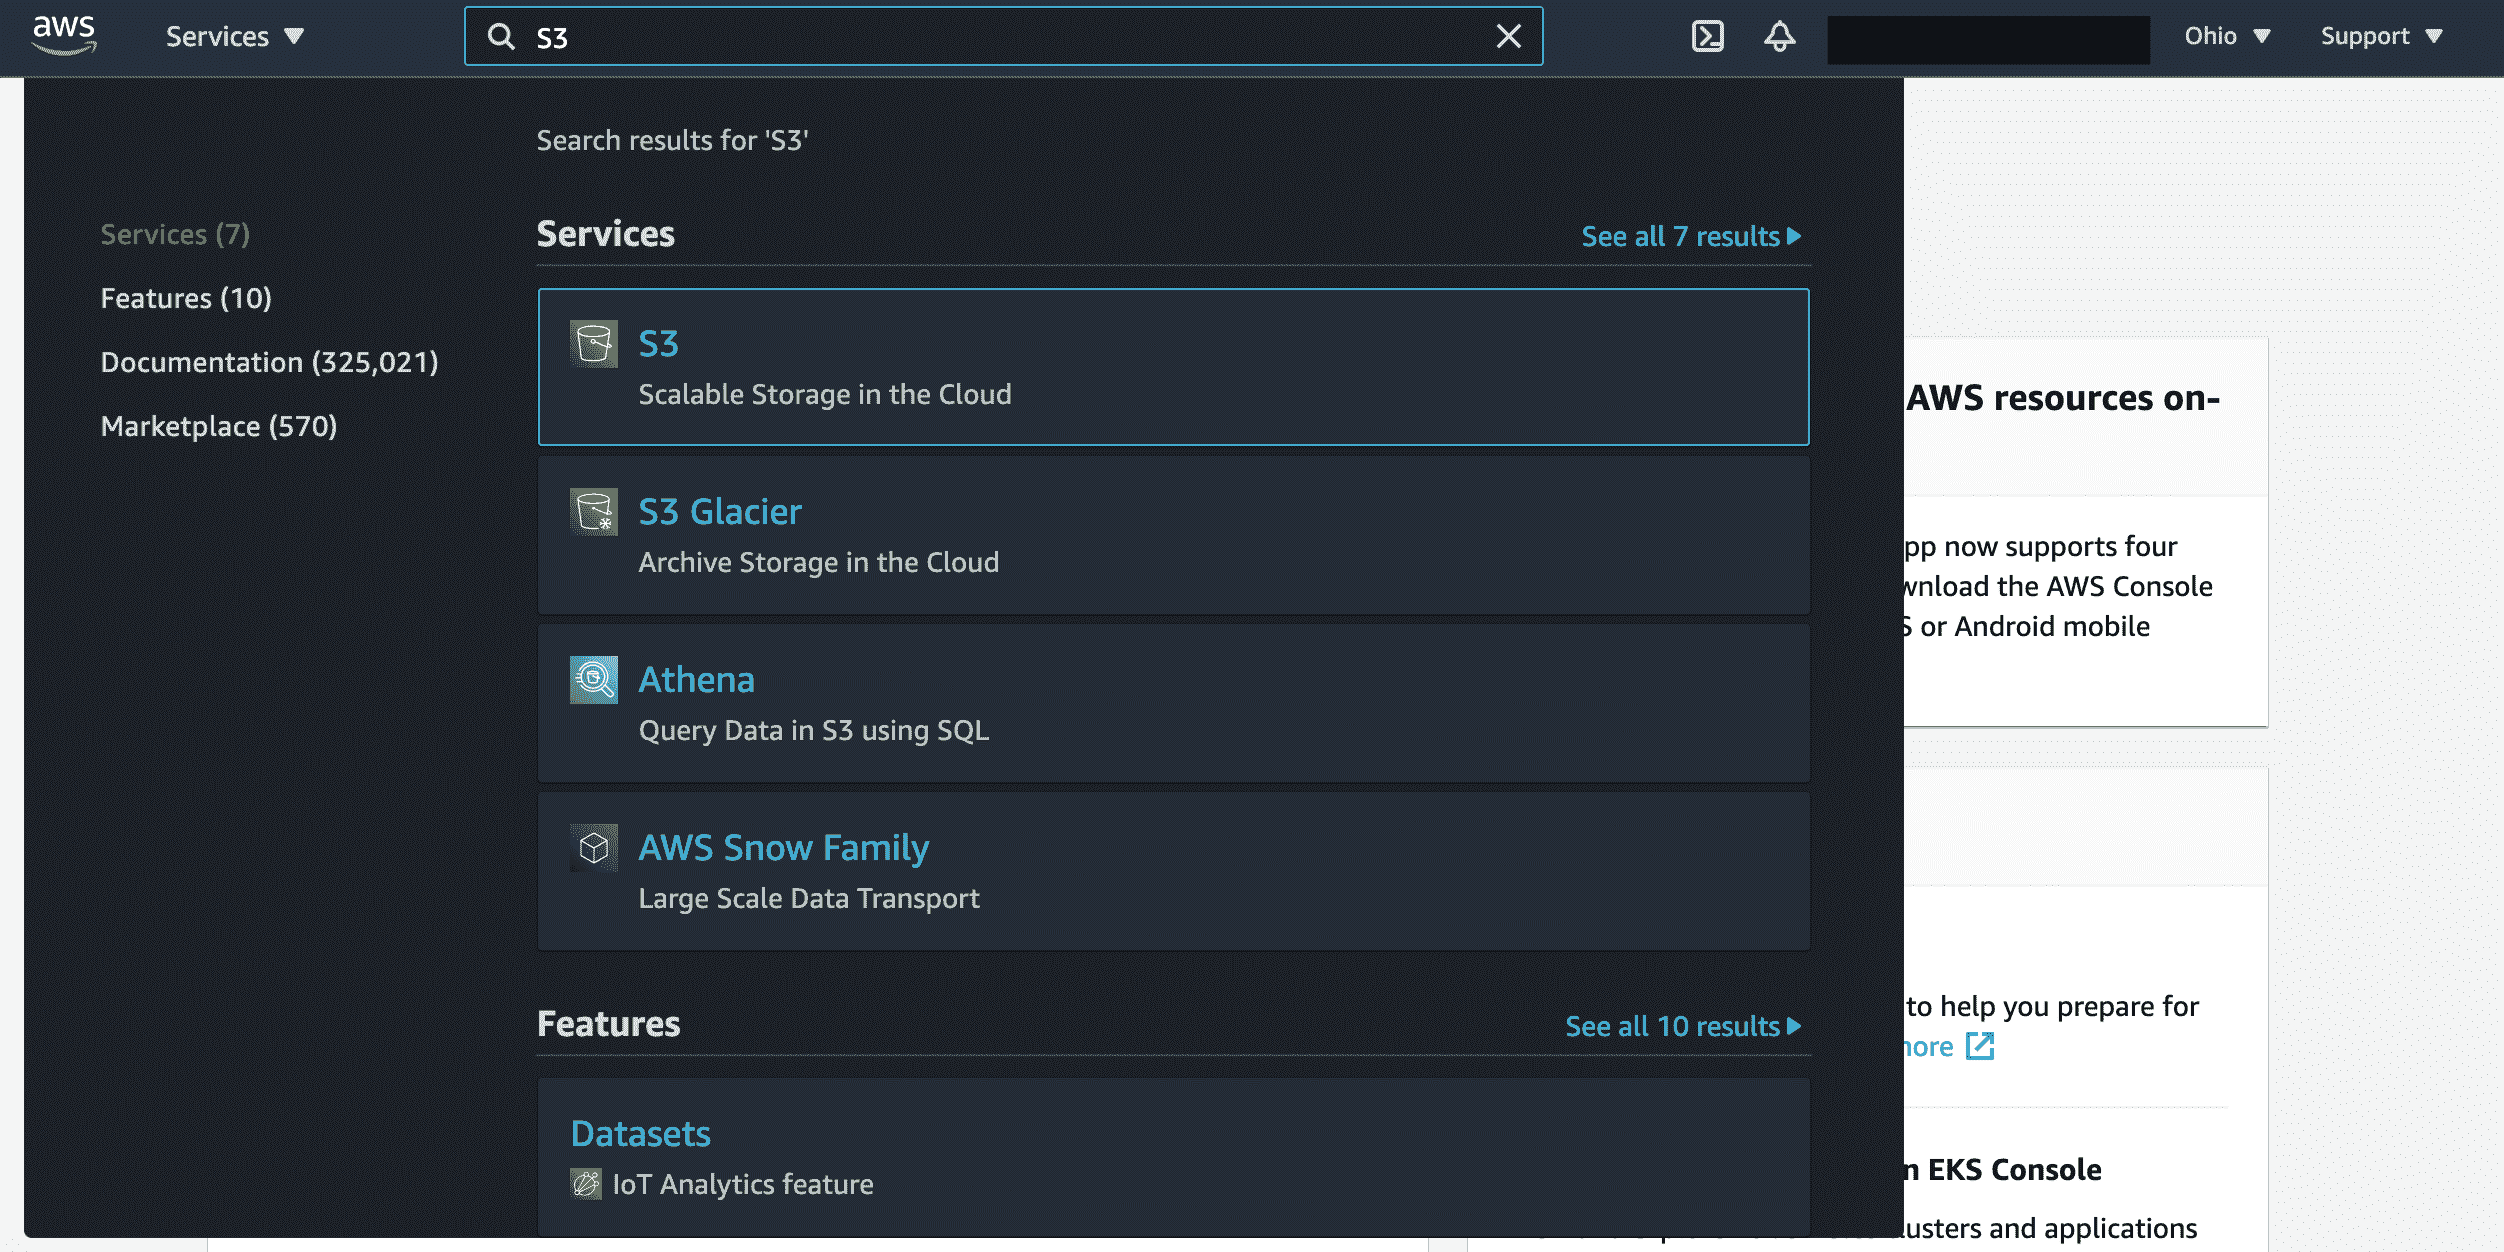 aws
Services
S3
Ohio
Support
Search results for 'S3'
Services (7)
Features (10)
Documentation (325,021)
Marketplace (570)
Services
See all 7 results
S3
Scalable Storage in the Cloud
S3 Glacier
Archive Storage in the Cloud
Athena
Query Data in S3 using SQL
AWS Snow Family
Large Scale Data Transport
Features
See all 10 results
Datasets
IoT Analytics feature
AWS resources on-
now supports four
the AWS Console
or Android mobile
to help you prepare for
EKS Console
and applications